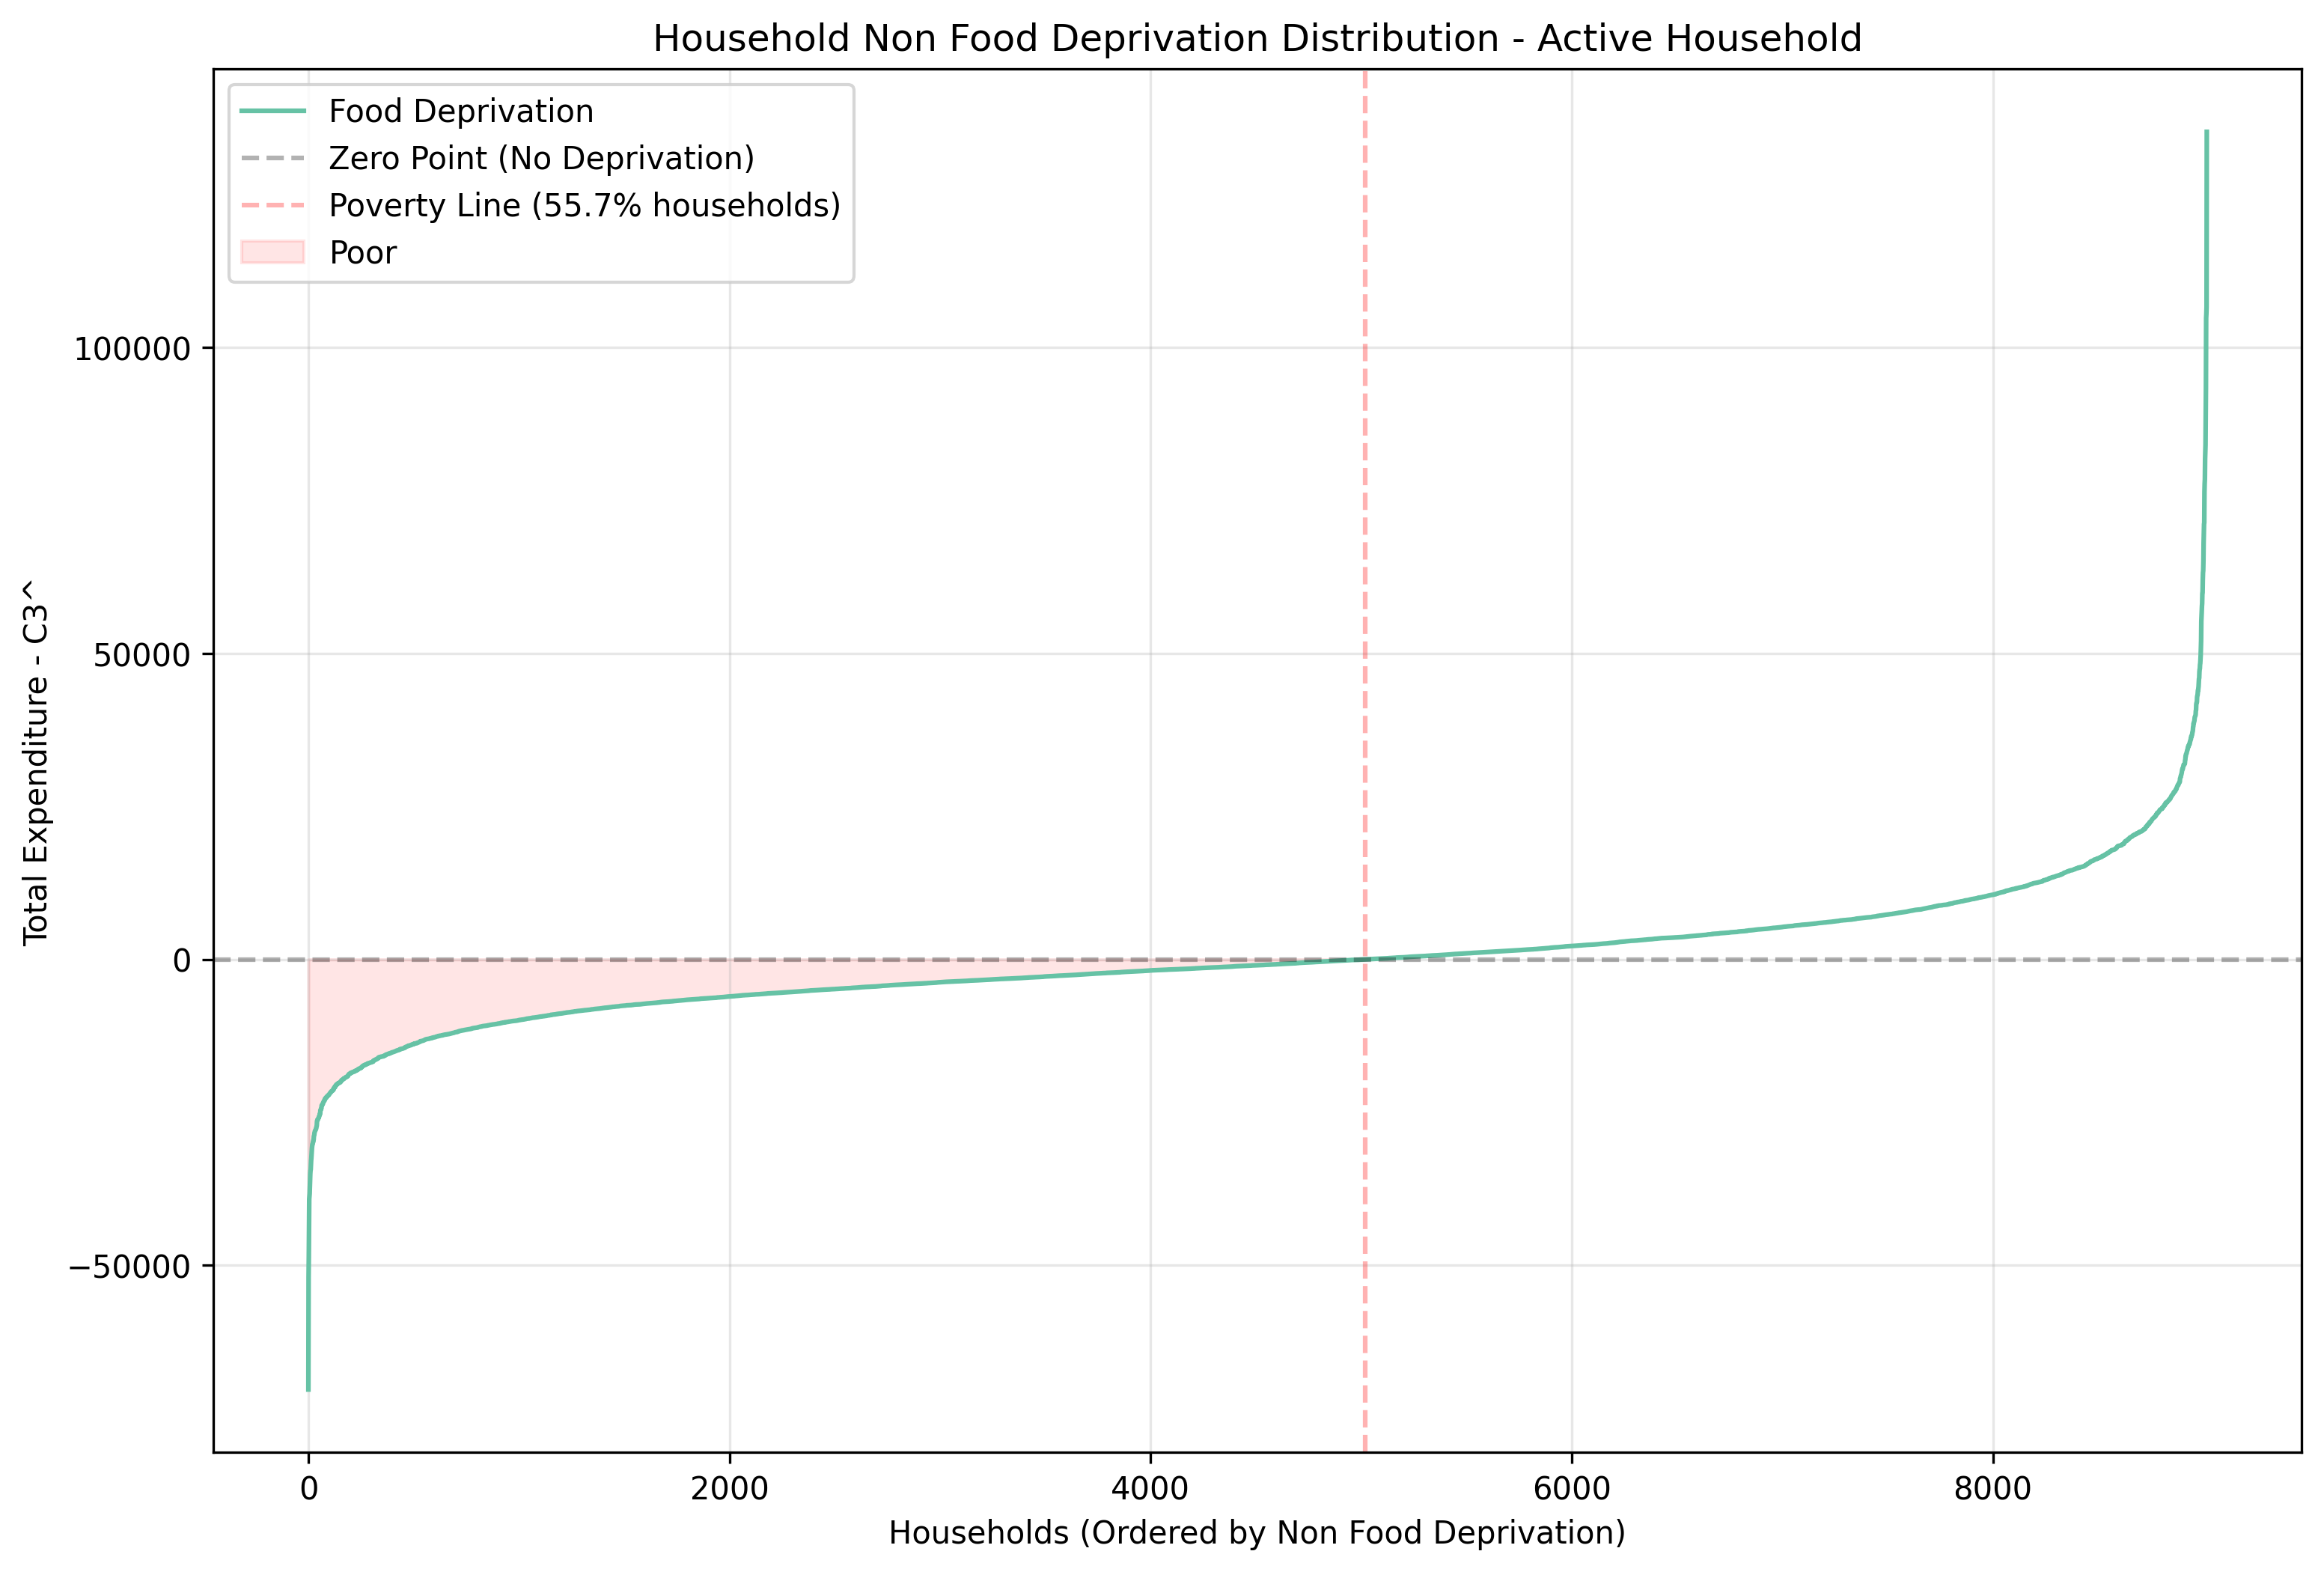 Household Non Food Deprivation Distribution - Active Household
Food Deprivation
Zero Point (No Deprivation)
Poverty Line (55.7% households)
Poor
100000
50000
0
−50000
Total Expenditure - C3^
0 2000 4000 6000 8000
Households (Ordered by Non Food Deprivation)